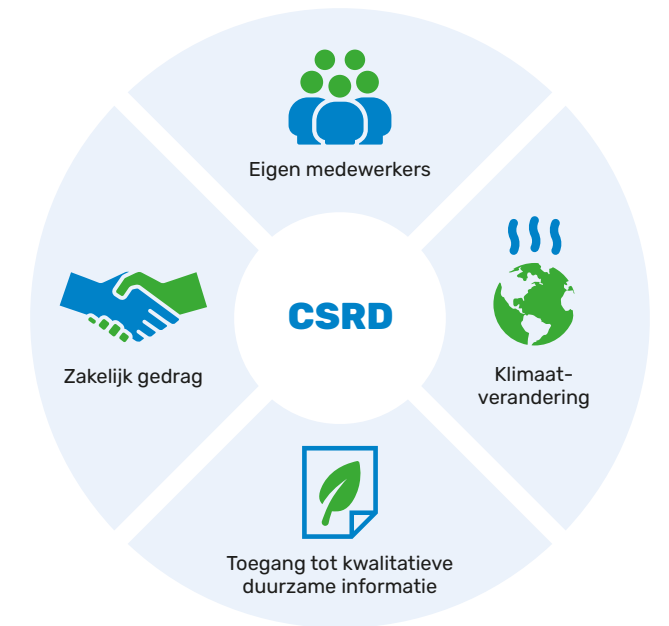 Eigen medewerkers
CSRD
Zakelijk gedrag
Klimaat-
verandering
Toegang tot kwalitatieve
duurzame informatie